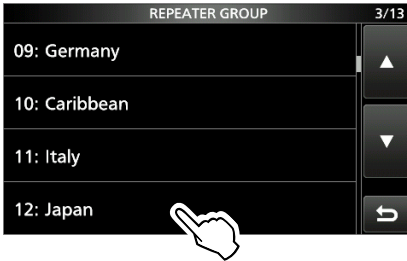 REPEATER GROUP 3/13
09: Germany
10: Caribbean
11: Italy
12: Japan